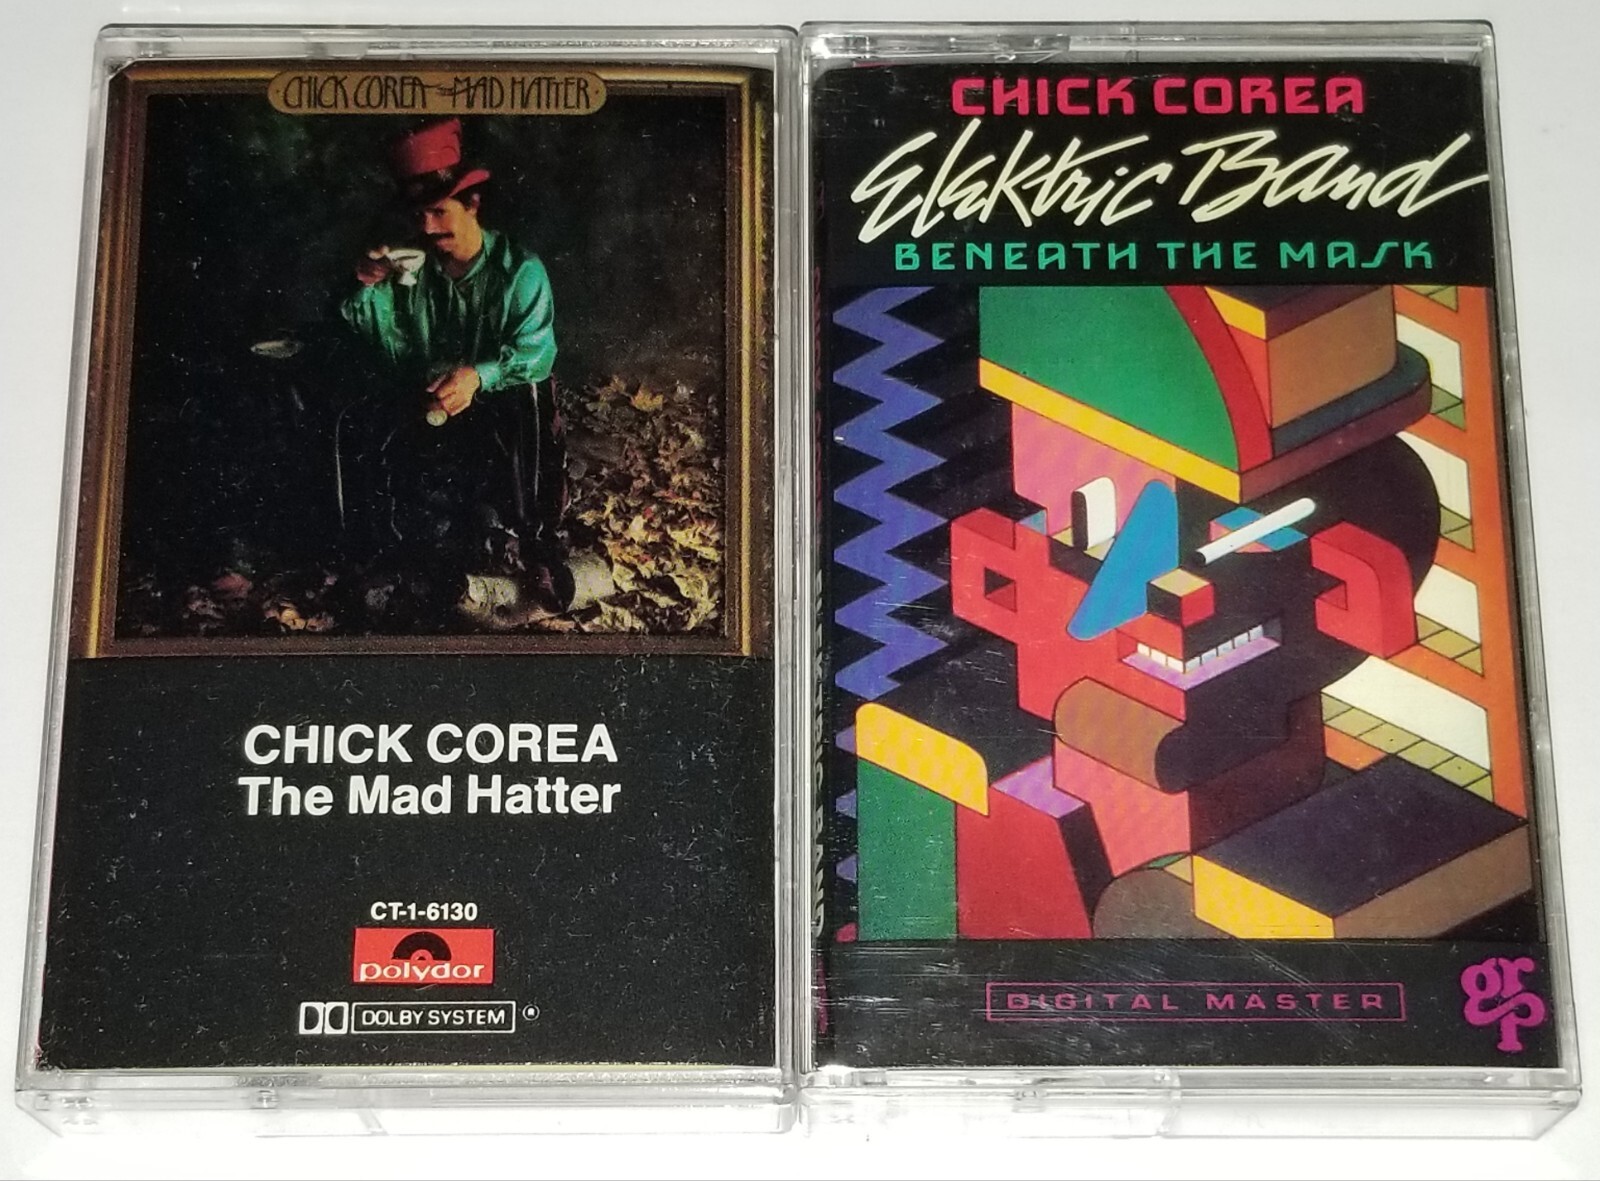 CHICK COREA THE MAD HATTER
CHICK COREA
The Mad Hatter
CT-1-6130
polydor
DOLBY SYSTEM ®
CHICK COREA
Elektric Band
BENEATH THE MASK
DIGITAL MASTER
grp